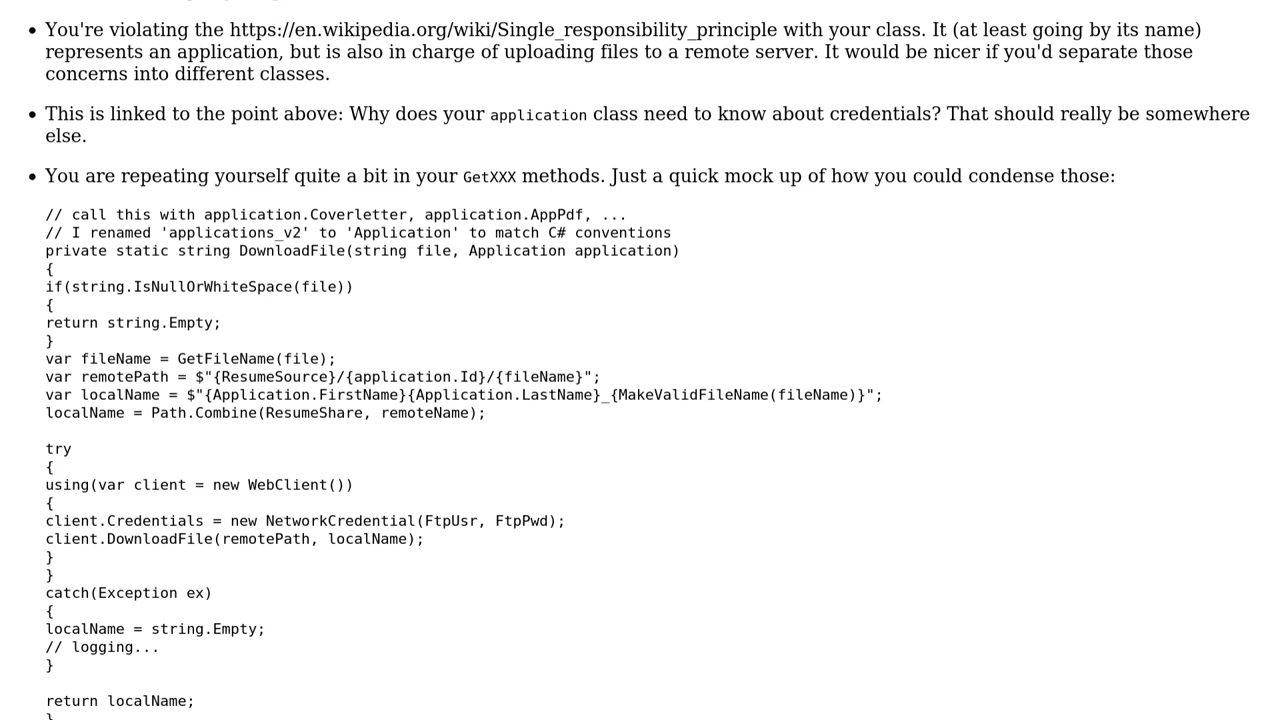 • You're violating the https://en.wikipedia.org/wiki/Single_responsibility_principle with your class. It (at least going by its name)
represents an application, but is also in charge of uploading files to a remote server. It would be nicer if you'd separate those
concerns into different classes.
• This is linked to the point above: Why does your application class need to know about credentials? That should really be somewhere
else.
• You are repeating yourself quite a bit in your GetXXX methods. Just a quick mock up of how you could condense those:
// call this with application.Coverletter, application.AppPdf, ...
// I renamed 'applications_v2' to 'Application' to match C# conventions
private static string DownloadFile(string file, Application application)
{
if(string.IsNullOrWhiteSpace(file))
{
return string.Empty;
}
var fileName = GetFileName(file);
var remotePath = $"{ResumeSource}/{application.Id}/{fileName}";
var localName = $"{Application.FirstName}{Application.LastName}_{MakeValidFileName(fileName)}";
localName = Path.Combine(ResumeShare, remoteName);

try
{
using(var client = new WebClient())
{
client.Credentials = new NetworkCredential(FtpUsr, FtpPwd);
client.DownloadFile(remotePath, localName);
}
}
catch(Exception ex)
{
localName = string.Empty;
// logging...
}

return localName;
}